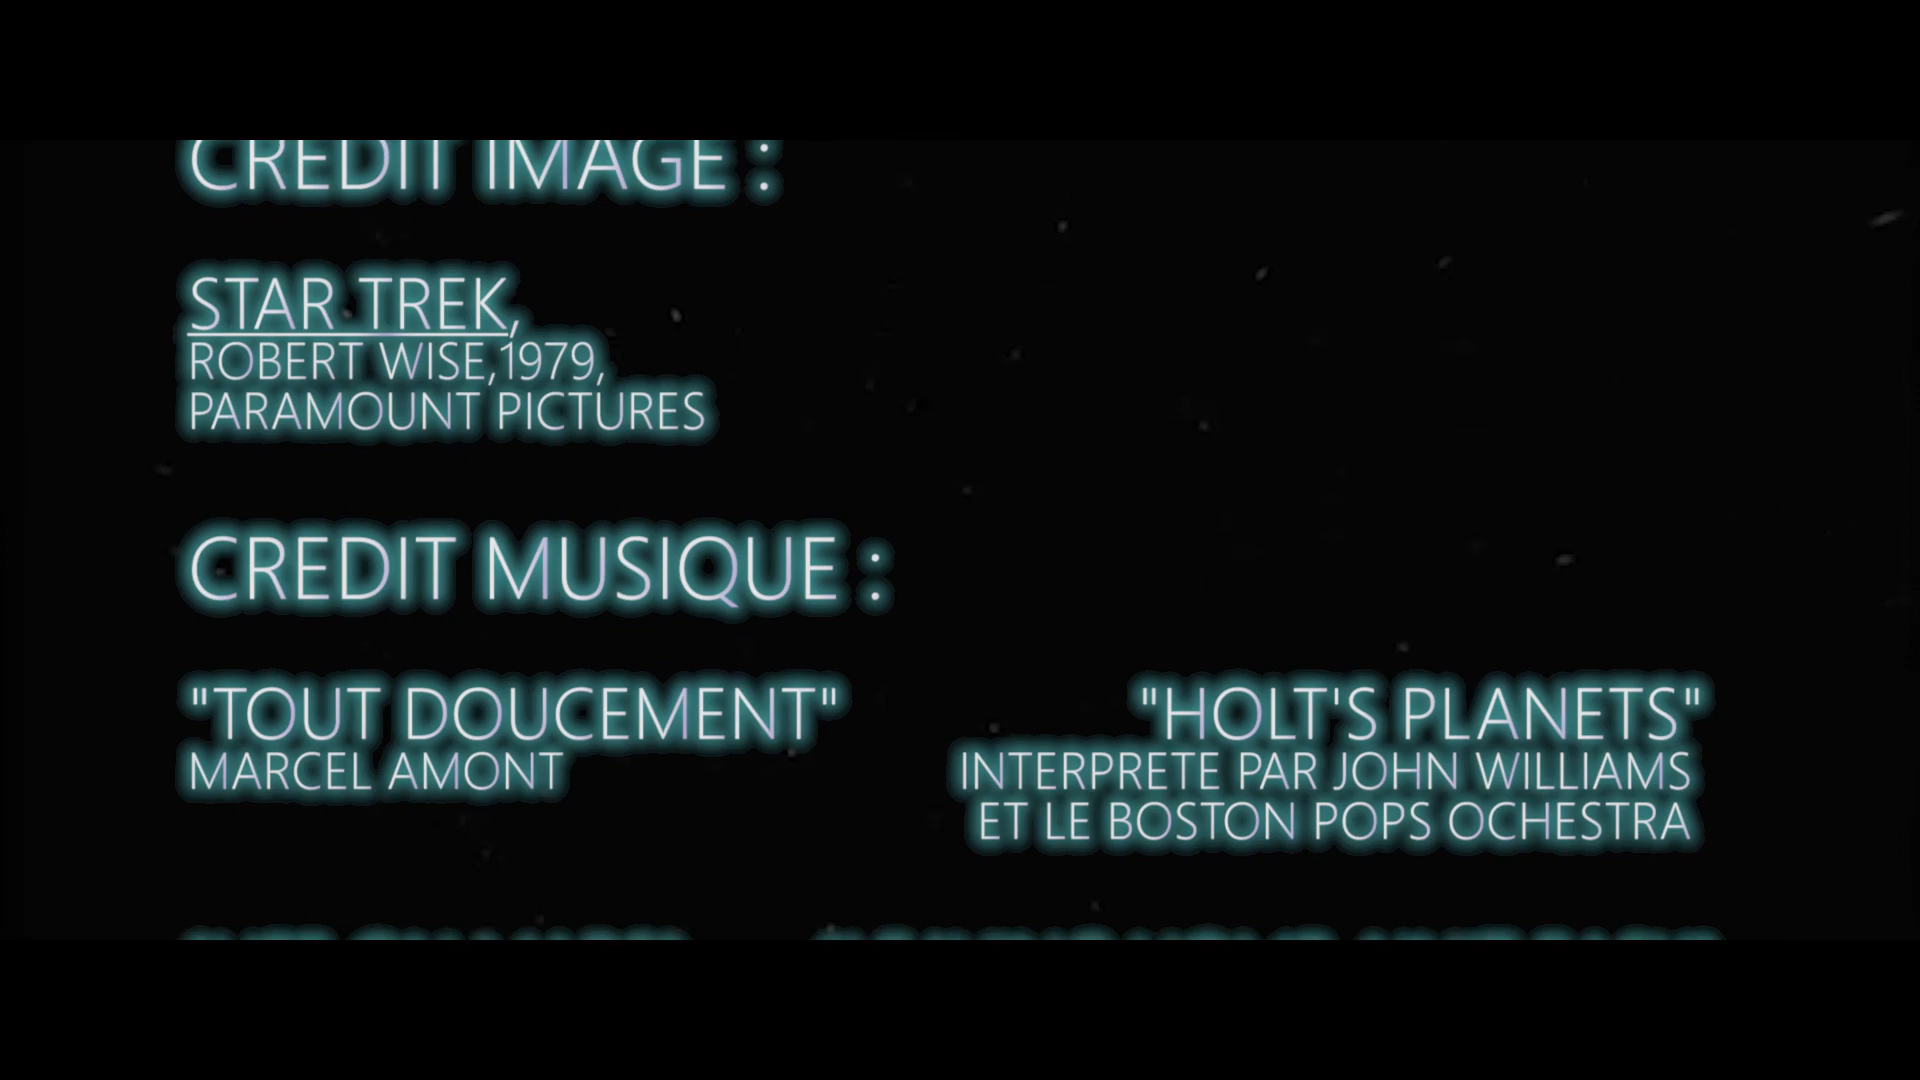 CREDIT IMAGE :
STAR TREK,
ROBERT WISE,1979,
PARAMOUNT PICTURES
CREDIT MUSIQUE :
"TOUT DOUCEMENT"
MARCEL AMONT
"HOLT'S PLANETS"
INTERPRETE PAR JOHN WILLIAMS
ET LE BOSTON POPS OCHESTRA